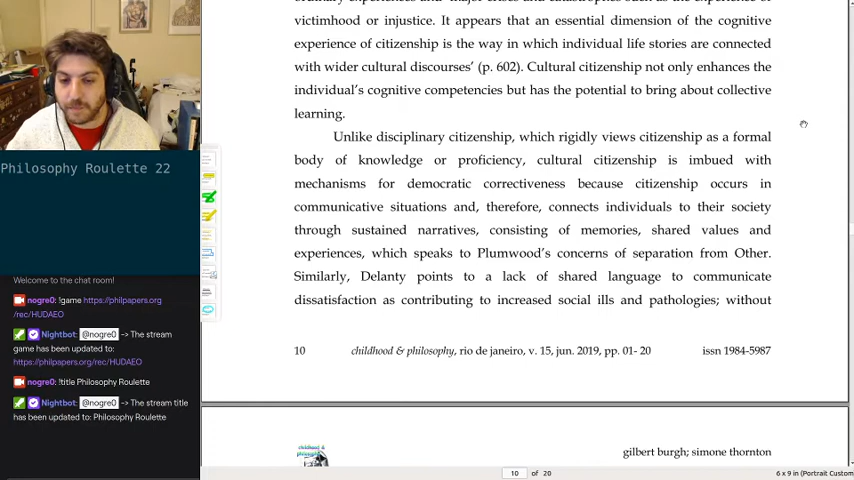 ordinary experiences and 'major crises and catastrophes such as the experience of
victimhood or injustice. It appears that an essential dimension of the cognitive
experience of citizenship is the way in which individual life stories are connected
with wider cultural discourses' (p. 602). Cultural citizenship not only enhances the
individual's cognitive competencies but has the potential to bring about collective
learning.
Unlike disciplinary citizenship, which rigidly views citizenship as a formal
body of knowledge or proficiency, cultural citizenship is imbued with
mechanisms for democratic correctiveness because citizenship occurs in
communicative situations and, therefore, connects individuals to their society
through sustained narratives, consisting of memories, shared values and
experiences, which speaks to Plumwood's concerns of separation from Other.
Similarly, Delanty points to a lack of shared language to communicate
dissatisfaction as contributing to increased social ills and pathologies; without
10 childhood & philosophy, rio de janeiro, v. 15, jun. 2019, pp. 01- 20 issn 1984-5987
childhood
& philosophy
gilbert burgh; simone thornton
10 of 20
6 x 9 in (Portrait Custom
Philosophy Roulette 22
Welcome to the chat room!
nogre0: !game https://philpapers.org
/rec/HUDAEO
Nightbot: @nogre0 -> The stream
game has been updated to:
https://philpapers.org/rec/HUDAEO
nogre0: !title Philosophy Roulette
Nightbot: @nogre0 -> The stream title
has been updated to: Philosophy Roulette